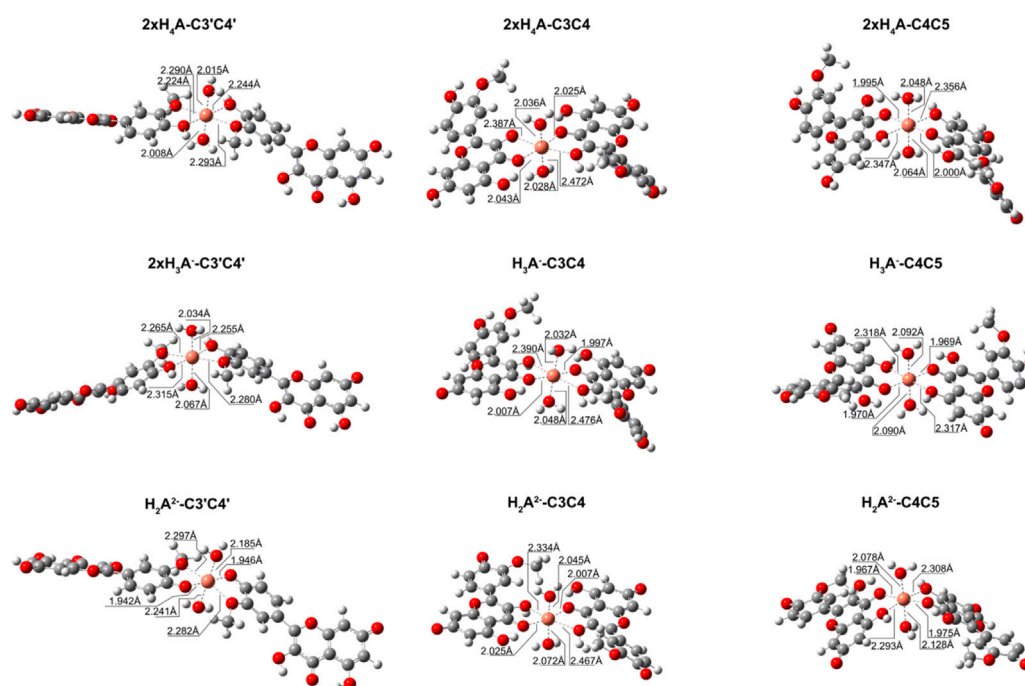 2xH₄A-C3'C4'
2.290Å 2.015Å
2.224Å 2.244Å
2.008Å
2.293Å
2xH₄A-C3C4
2.025Å
2.036Å
2.387Å
2.028Å 2.472Å
2.043Å
2xH₄A-C4C5
1.995Å 2.048Å 2.356Å
2.347Å
2.064Å 2.000Å
2xH₃A⁻-C3'C4'
2.034Å
2.265Å 2.255Å
2.315Å
2.067Å 2.280Å
H₃A⁻-C3C4
2.032Å
2.390Å 1.997Å
2.007Å
2.048Å 2.476Å
H₃A⁻-C4C5
2.318Å 2.092Å
1.969Å
1.970Å
2.090Å 2.317Å
H₂A²⁻-C3'C4'
2.297Å 2.185Å
1.946Å
1.942Å
2.241Å
2.282Å
H₂A²⁻-C3C4
2.334Å
2.045Å
2.007Å
2.025Å
2.072Å 2.467Å
H₂A²⁻-C4C5
2.078Å
1.967Å 2.308Å
2.293Å 1.975Å
2.128Å